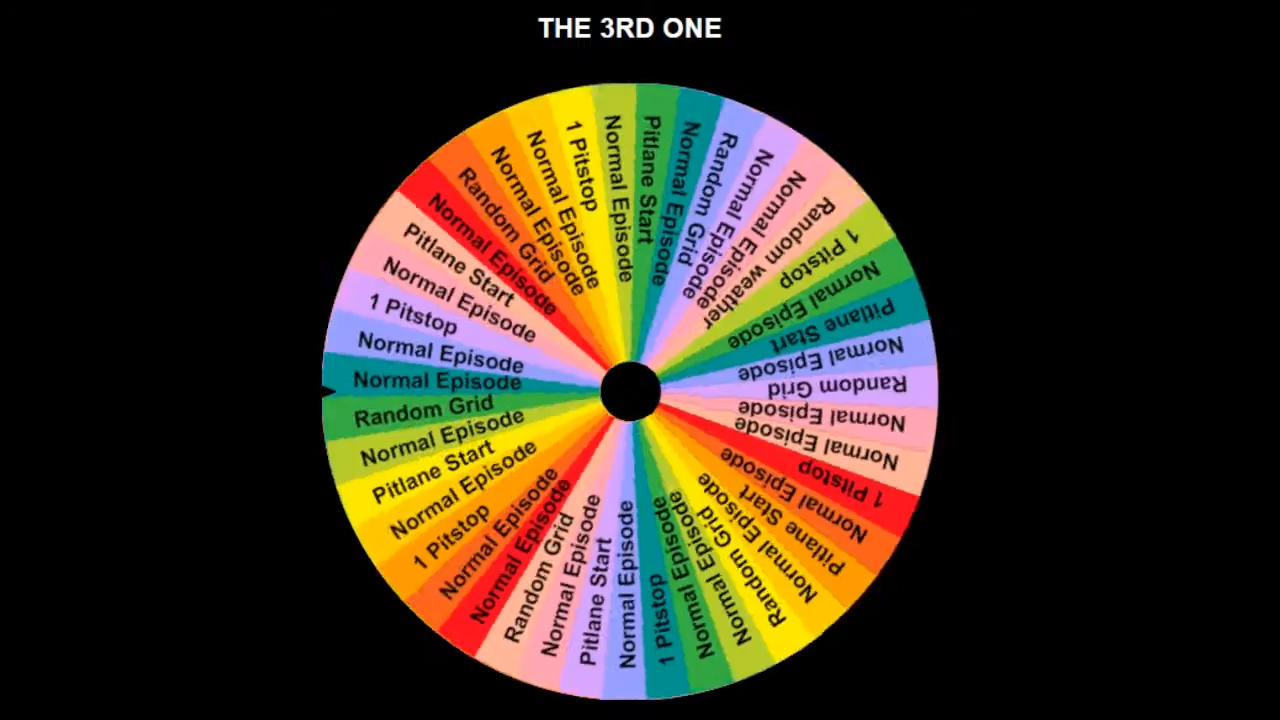 THE 3RD ONE
Normal Episode
Pitlane Start
Normal Episode
Random Grid
Normal Episode
Normal Episode
Random weather
1 Pitstop
Normal Episode
Pitlane Start
Normal Episode
Random Grid
Normal Episode
Normal Episode
1 Pitstop
Normal Episode
Pitlane Start
Normal Episode
Random Grid
Normal Episode
Normal Episode
1 Pitstop
Normal Episode
Pitlane Start
Normal Episode
Random Grid
Normal Episode
Normal Episode
1 Pitstop
Normal Episode
Pitlane Start
Normal Episode
Random Grid
Normal Episode
Normal Episode
1 Pitstop
Normal Episode
Pitlane Start
Normal Episode
Random Grid
Normal Episode
Normal Episode
1 Pitstop